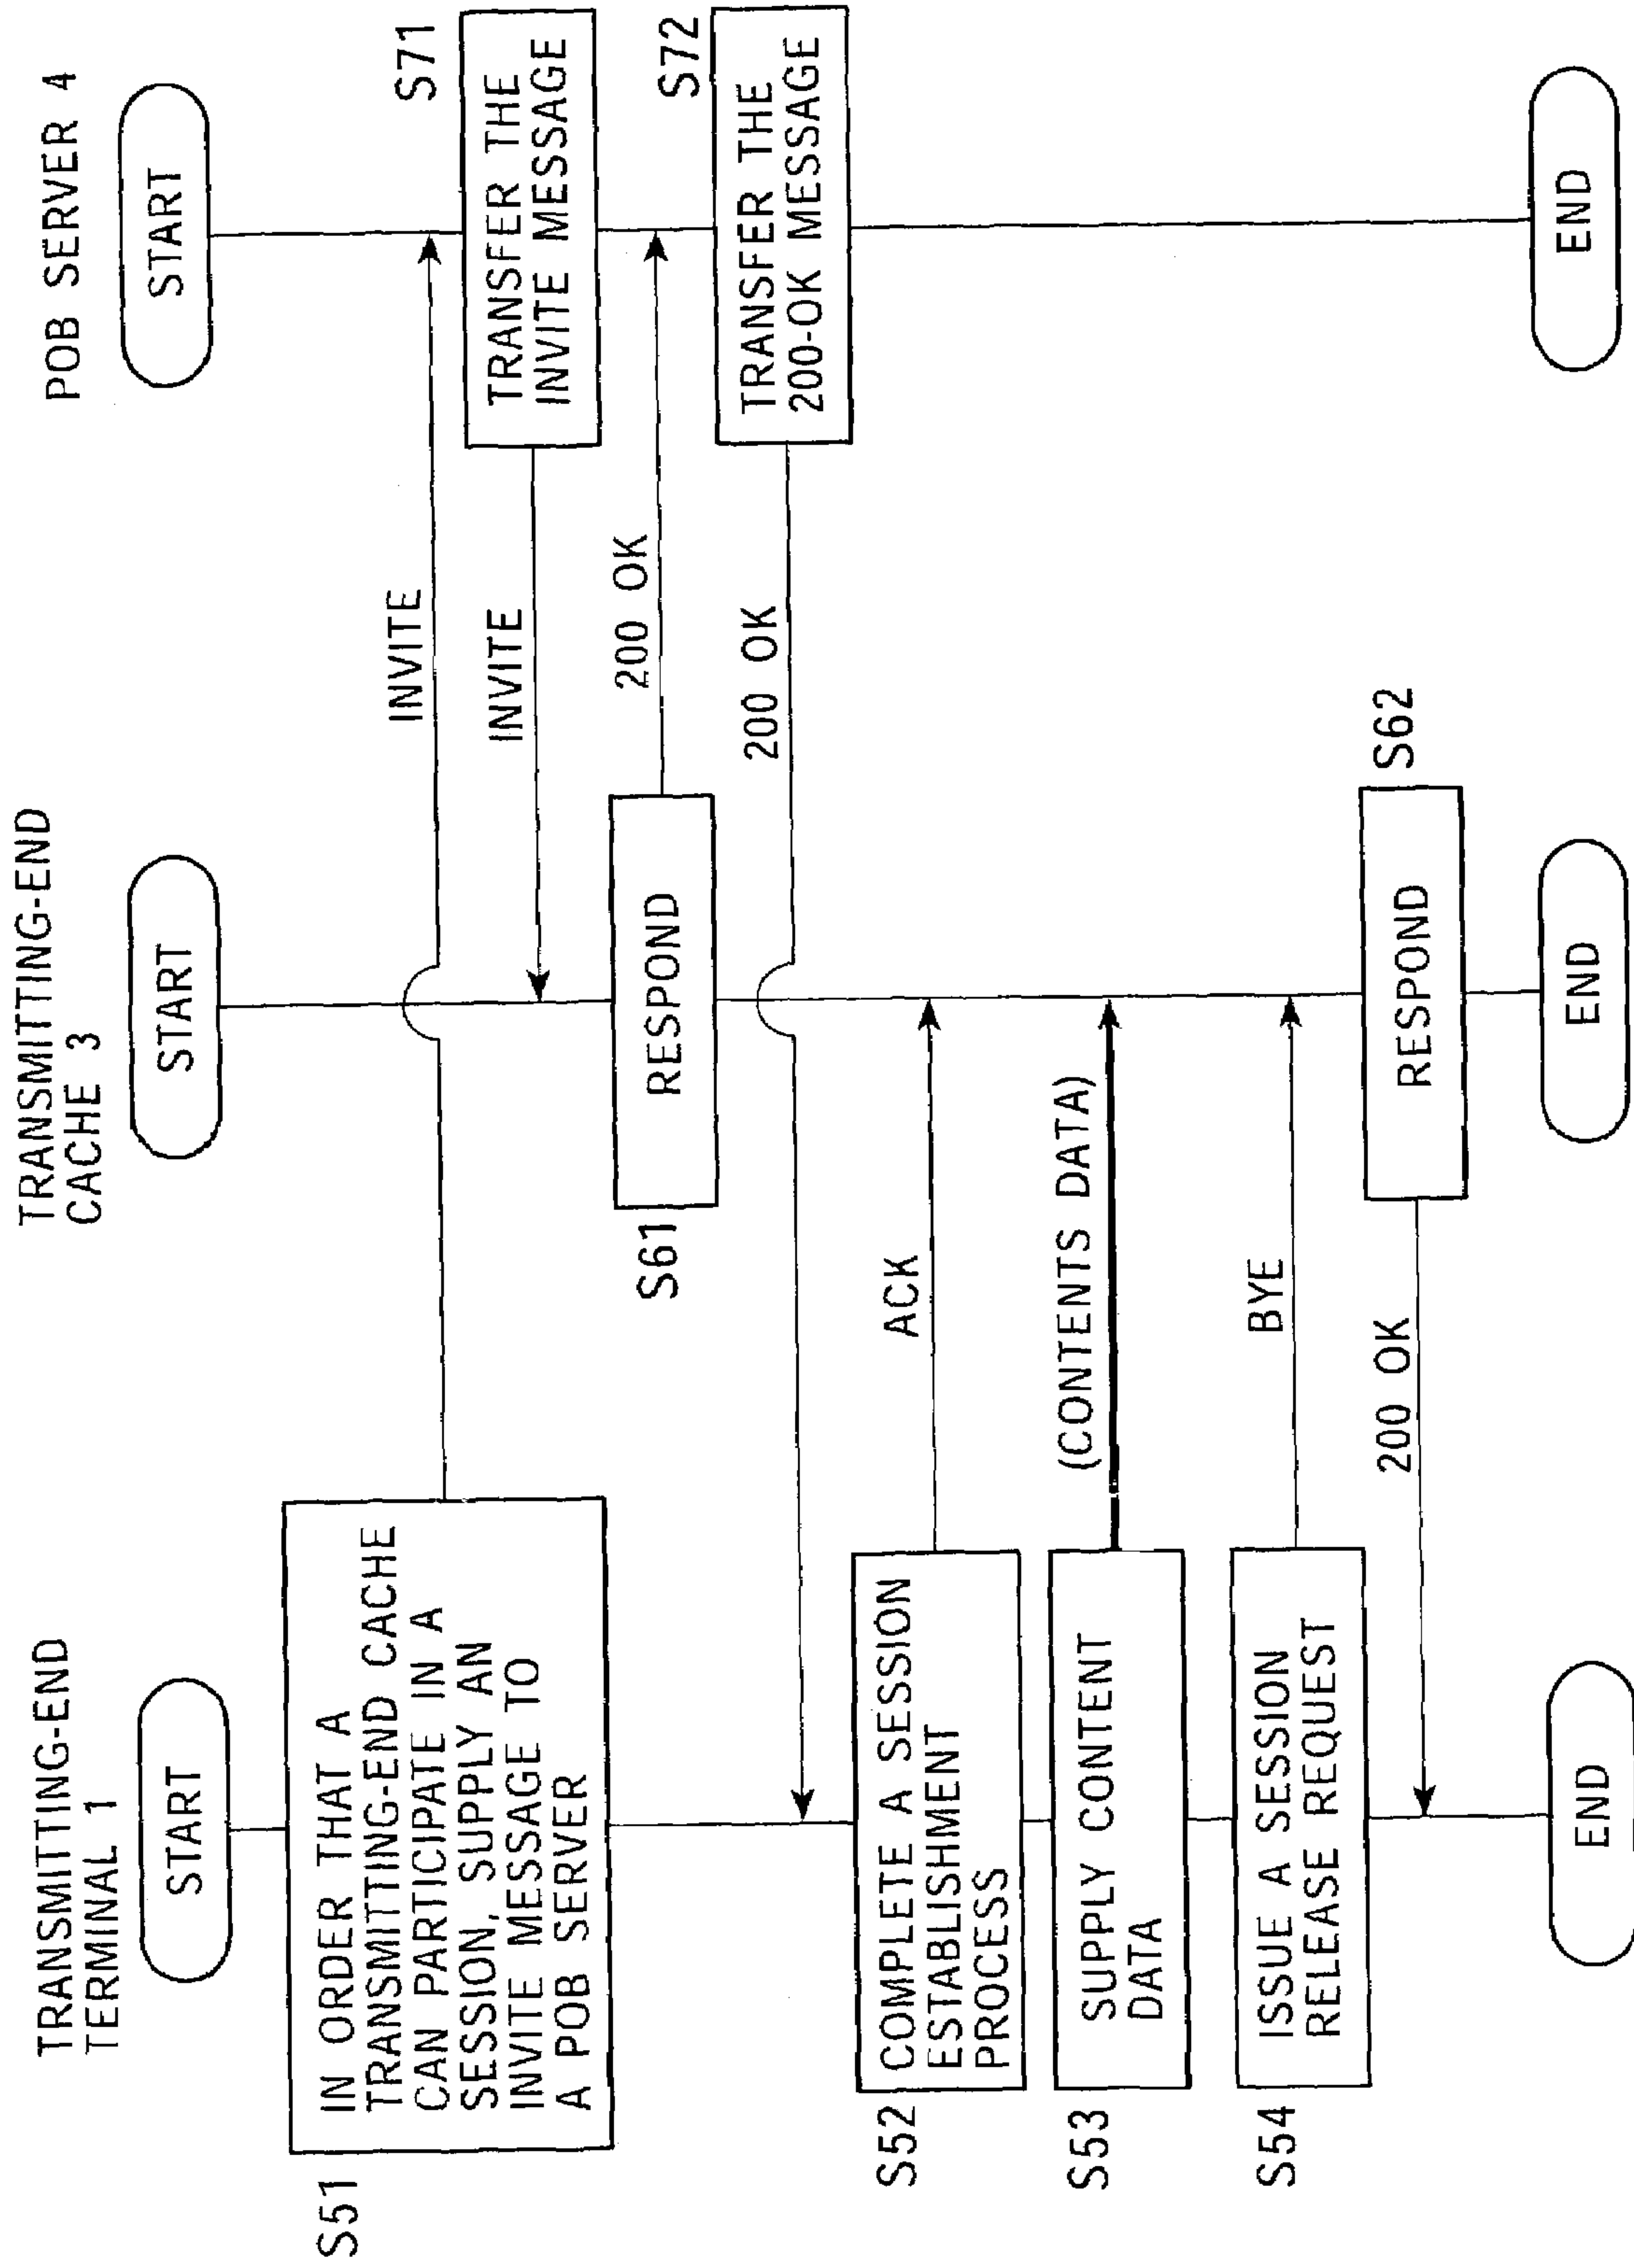 TRANSMITTING-END
TERMINAL 1
TRANSMITTING-END
CACHE 3
POB SERVER 4
START
START
START
S51
IN ORDER THAT A
TRANSMITTING-END CACHE
CAN PARTICIPATE IN A
SESSION, SUPPLY AN
INVITE MESSAGE TO
A POB SERVER
INVITE
S71
TRANSFER THE
INVITE MESSAGE
INVITE
S61
RESPOND
200 OK
S72
TRANSFER THE
200-OK MESSAGE
200 OK
S52
COMPLETE A SESSION
ESTABLISHMENT
PROCESS
ACK
S53
SUPPLY CONTENT
DATA
(CONTENTS DATA)
S54
ISSUE A SESSION
RELEASE REQUEST
BYE
S62
RESPOND
200 OK
END
END
END